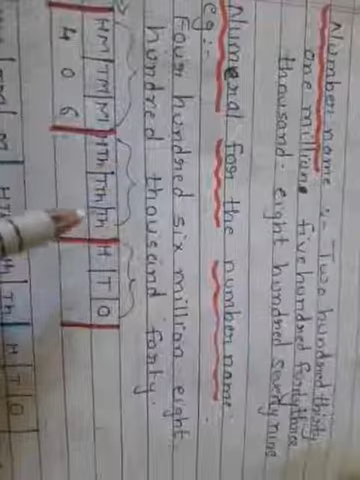 Number name :- Two hundred thirty
one million, five hundred forty three
thousand eight hundred seventy nine
Numeral for the number name.
eg:-
Four hundred six million eight
hundred thousand forty.
HM | TM | M | HTh | TTh | Th | H | T | O
4 0 6
H T O